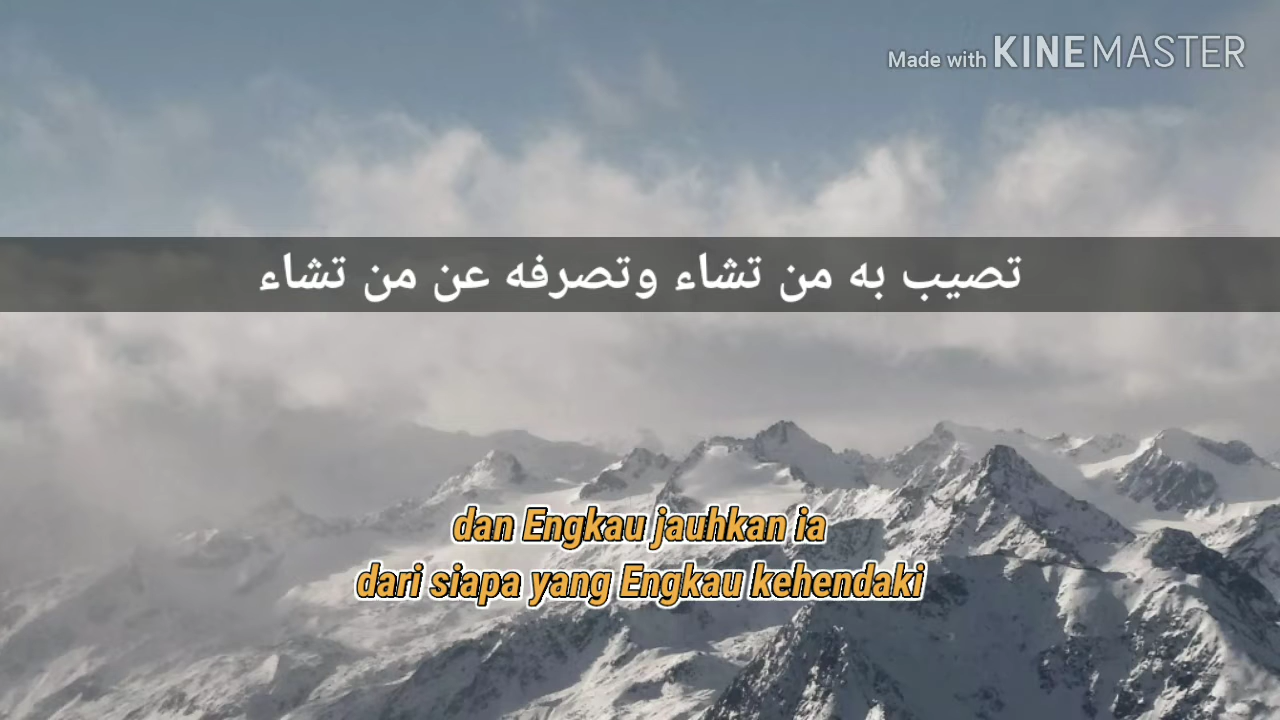 Made with KINEMASTER
تصيب به من تشاء وتصرفه عن من تشاء
dan Engkau jauhkan ia
dari siapa yang Engkau kehendaki